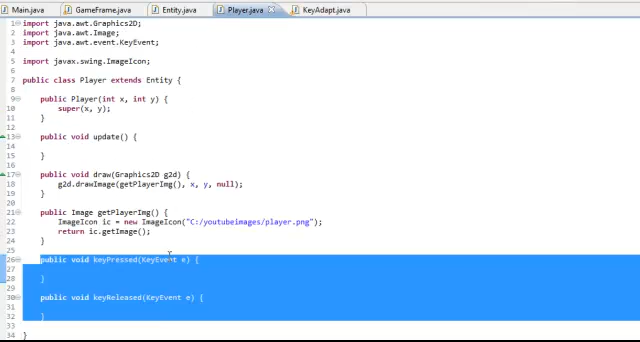 Main.java GameFrame.java Entity.java Player.java KeyAdapt.java
1 import java.awt.Graphics2D;
2 import java.awt.Image;
3 import java.awt.event.KeyEvent;
4
5 import javax.swing.ImageIcon;
6
7 public class Player extends Entity {
8
9 public Player(int x, int y) {
10 super(x, y);
11 }
12
13 public void update() {
14
15 }
16
17 public void draw(Graphics2D g2d) {
18 g2d.drawImage(getPlayerImg(), x, y, null);
19 }
20
21 public Image getPlayerImg() {
22 ImageIcon ic = new ImageIcon("C:/youtubeimages/player.png");
23 return ic.getImage();
24 }
25
26 public void keyPressed(KeyEvent e) {
27
28 }
29
30 public void keyReleased(KeyEvent e) {
31
32 }
33
34 }